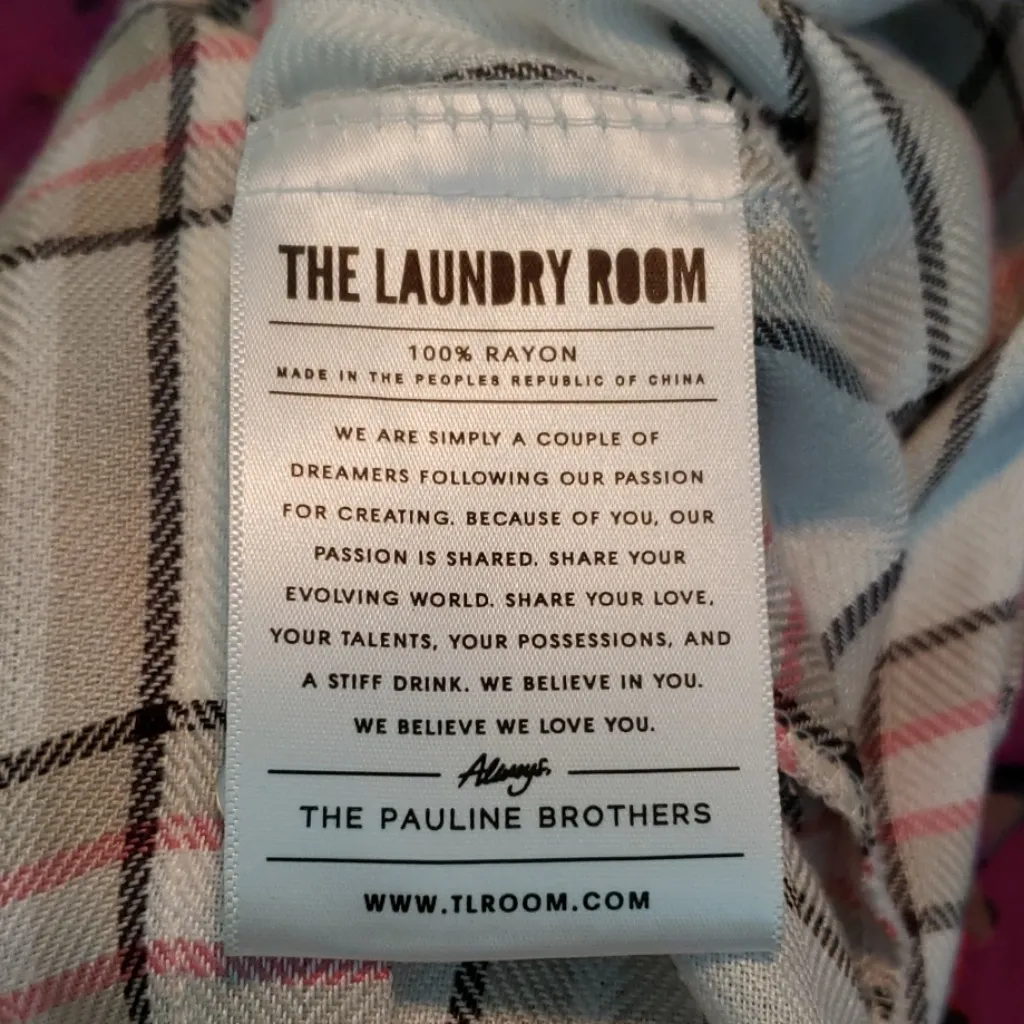 THE LAUNDRY ROOM
100% RAYON
MADE IN THE PEOPLES REPUBLIC OF CHINA
WE ARE SIMPLY A COUPLE OF
DREAMERS FOLLOWING OUR PASSION
FOR CREATING. BECAUSE OF YOU, OUR
PASSION IS SHARED. SHARE YOUR
EVOLVING WORLD. SHARE YOUR LOVE,
YOUR TALENTS, YOUR POSSESSIONS, AND
A STIFF DRINK. WE BELIEVE IN YOU.
WE BELIEVE WE LOVE YOU.
Always,
THE PAULINE BROTHERS
WWW.TLROOM.COM